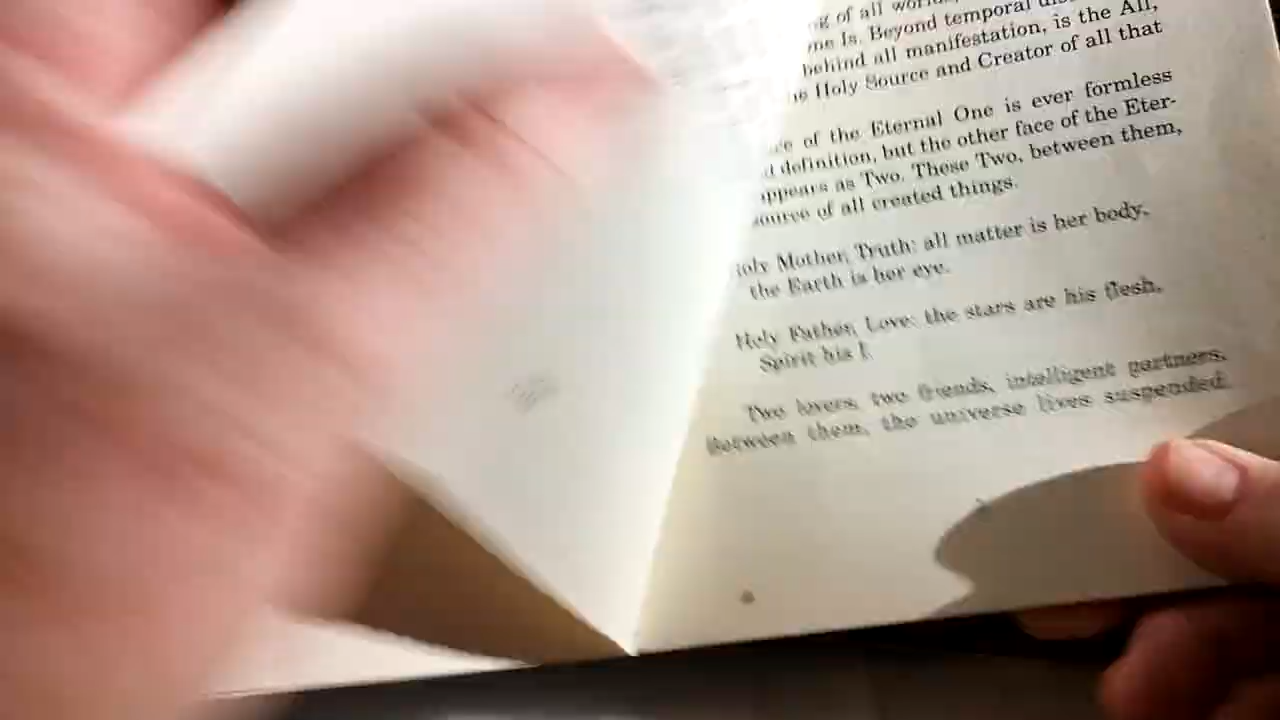 of all
Is. Beyond temporal
behind all manifestation, is the All,
Holy Source and Creator of all that
of the Eternal One is ever formless
definition, but the other face of the Eter-
appears as Two. These Two, between them,
source of all created things.
Mother, Truth: all matter is her body,
the Earth is her eye.
Holy Father, Love: the stars are his flesh,
Spirit his I.
Two lovers, two friends, intelligent partners.
Between them, the universe lives suspended.